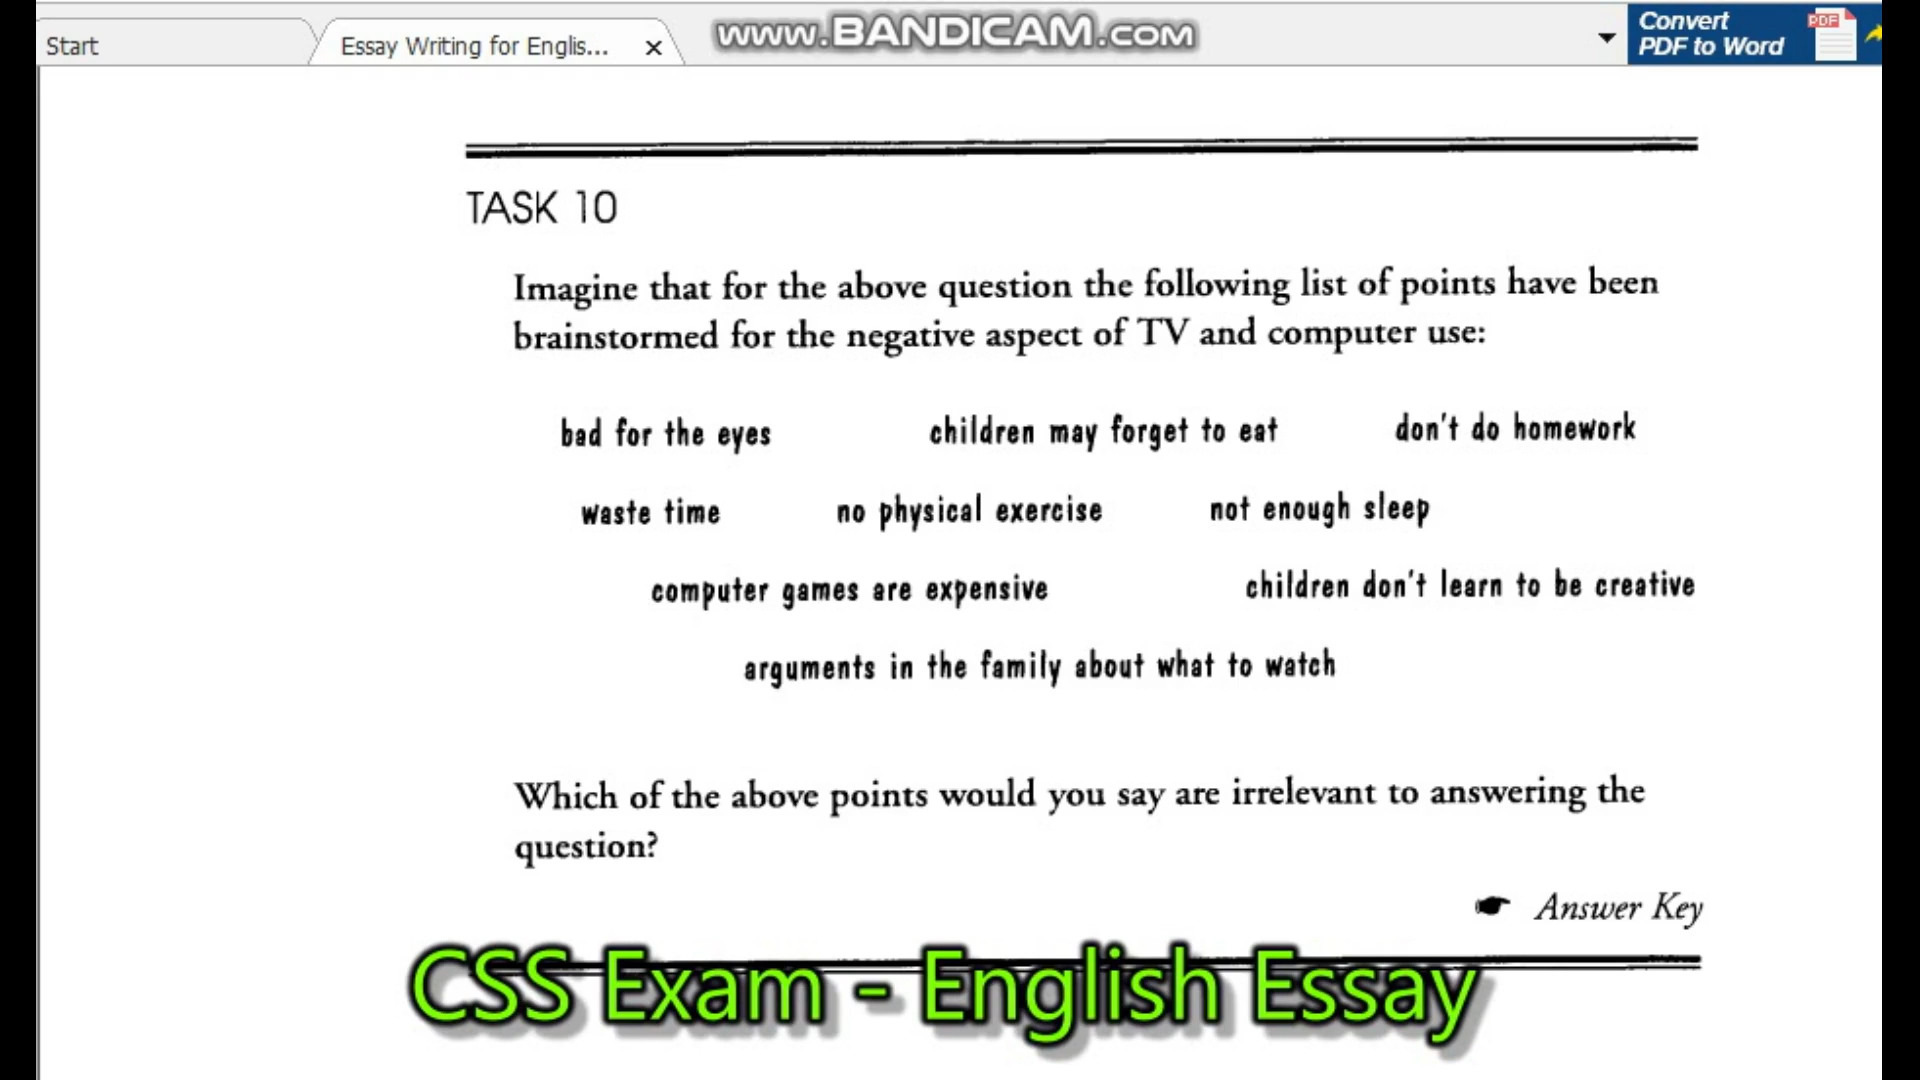 Start
Essay Writing for Englis...
www.BANDICAM.com
Convert
PDF to Word
PDF
TASK 10
Imagine that for the above question the following list of points have been
brainstormed for the negative aspect of TV and computer use:
bad for the eyes children may forget to eat don't do homework
waste time no physical exercise not enough sleep
computer games are expensive children don't learn to be creative
arguments in the family about what to watch
Which of the above points would you say are irrelevant to answering the
question?
Answer Key
CSS Exam - English Essay